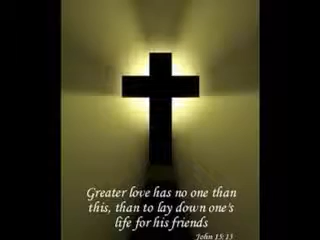 Greater love has no one than
this, than to lay down one's
life for his friends
John 15:13